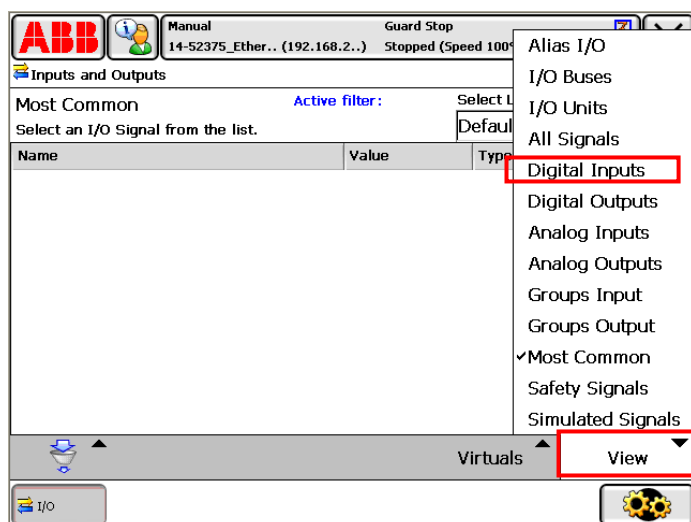 ABB
Manual
Guard Stop
14-52375_Ether.. (192.168.2..)
Stopped (Speed 100%
Inputs and Outputs
Most Common
Active filter:
Select L
Select an I/O Signal from the list.
Defaul
Name
Value
Type
Alias I/O
I/O Buses
I/O Units
All Signals
Digital Inputs
Digital Outputs
Analog Inputs
Analog Outputs
Groups Input
Groups Output
Most Common
Safety Signals
Simulated Signals
Virtuals
View
I/O